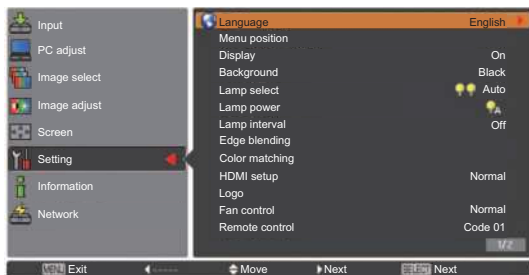 Input
PC adjust
Image select
Image adjust
Screen
Setting
Information
Network
Language English
Menu position
Display On
Background Black
Lamp select Auto
Lamp power A
Lamp interval Off
Edge blending
Color matching
HDMI setup Normal
Logo
Fan control Normal
Remote control Code 01
1/2
MENU Exit ----- Move Next SELECT Next